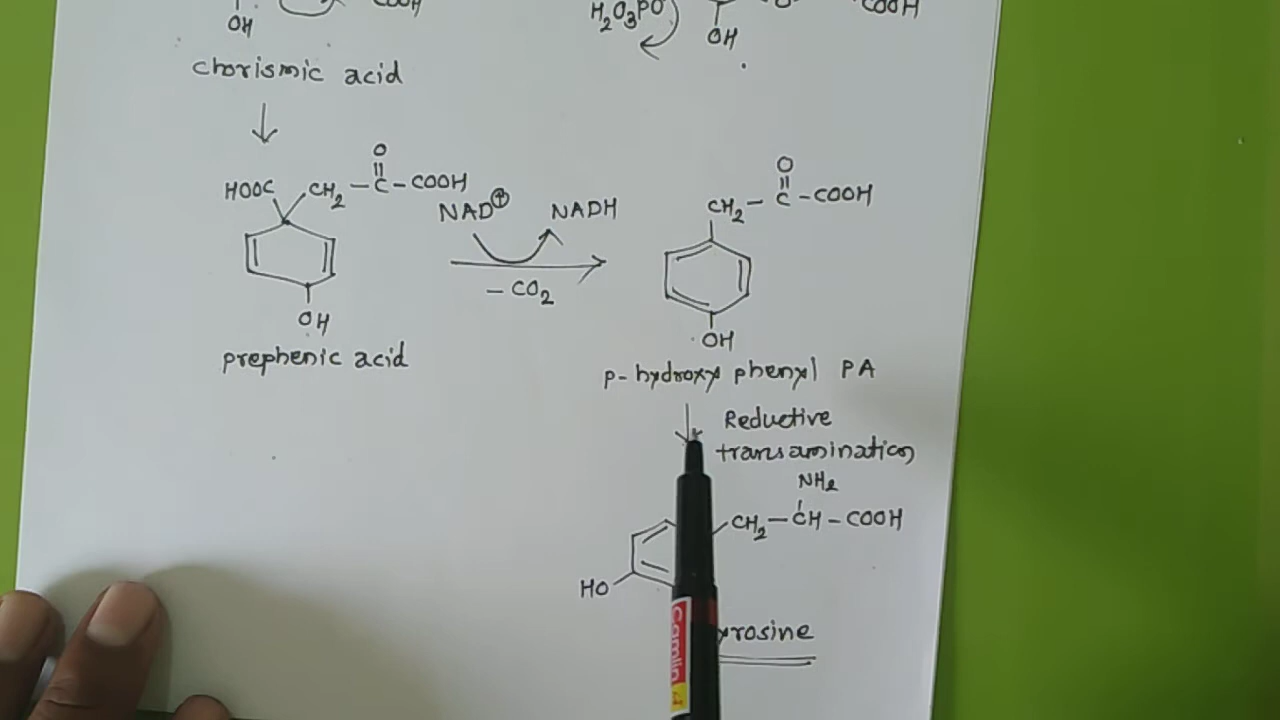 OH
COOH
H2O3PO
OH
COOH
chorismic acid
O
HOOC CH2 - C - COOH
NAD⊕ NADH
- CO2
OH
prephenic acid
O
CH2 - C - COOH
OH
p-hydroxy phenyl PA
Reductive
transamination
NH2
CH2 - CH - COOH
HO
yrosine
Camlin